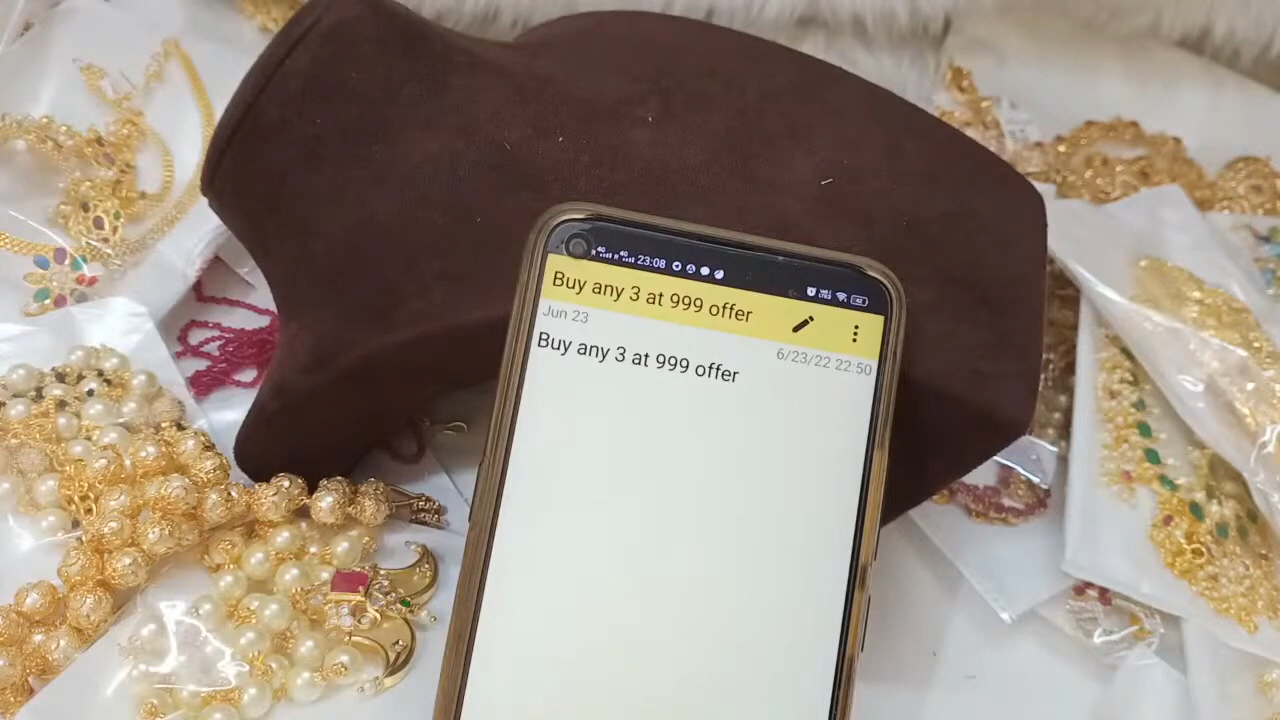 23:08
Buy any 3 at 999 offer
Jun 23
6/23/22 22:50
Buy any 3 at 999 offer